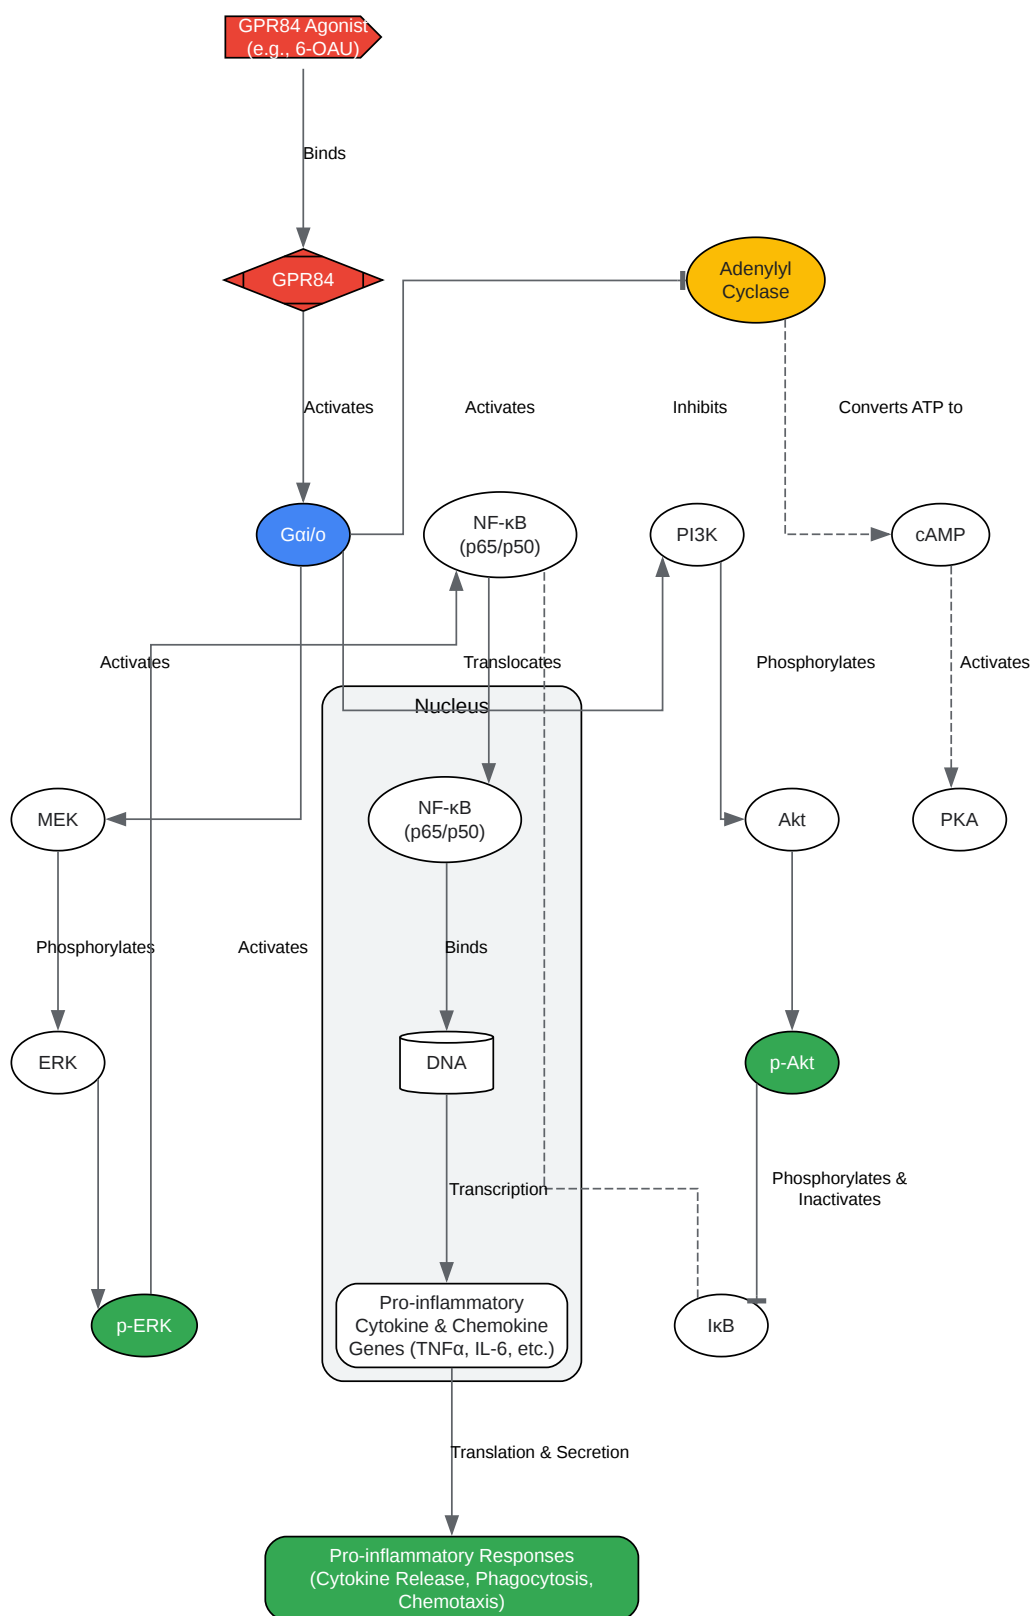 GPR84 Agonist
(e.g., 6-OAU)
Binds
GPR84
Adenylyl
Cyclase
Activates
Activates
Inhibits
Converts ATP to
Gαi/o
NF-κB
(p65/p50)
PI3K
cAMP
Activates
Translocates
Phosphorylates
Activates
Nucleus
MEK
NF-κB
(p65/p50)
Akt
PKA
Phosphorylates
Activates
Binds
ERK
DNA
p-Akt
Transcription
Phosphorylates &
Inactivates
p-ERK
Pro-inflammatory
Cytokine & Chemokine
Genes (TNFα, IL-6, etc.)
IκB
Translation & Secretion
Pro-inflammatory Responses
(Cytokine Release, Phagocytosis,
Chemotaxis)